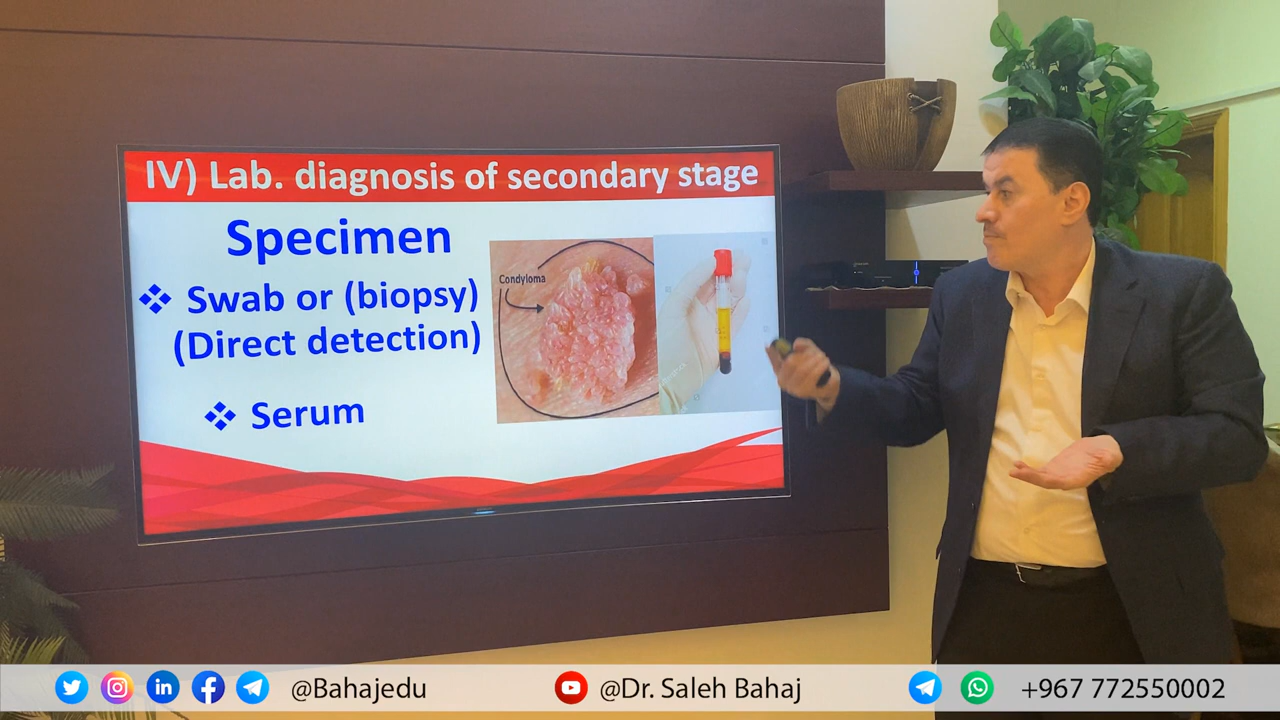 IV) Lab. diagnosis of secondary stage
Specimen
❖ Swab or (biopsy)
(Direct detection)
❖ Serum
Condyloma
@Bahajedu
@Dr. Saleh Bahaj
+967 772550002